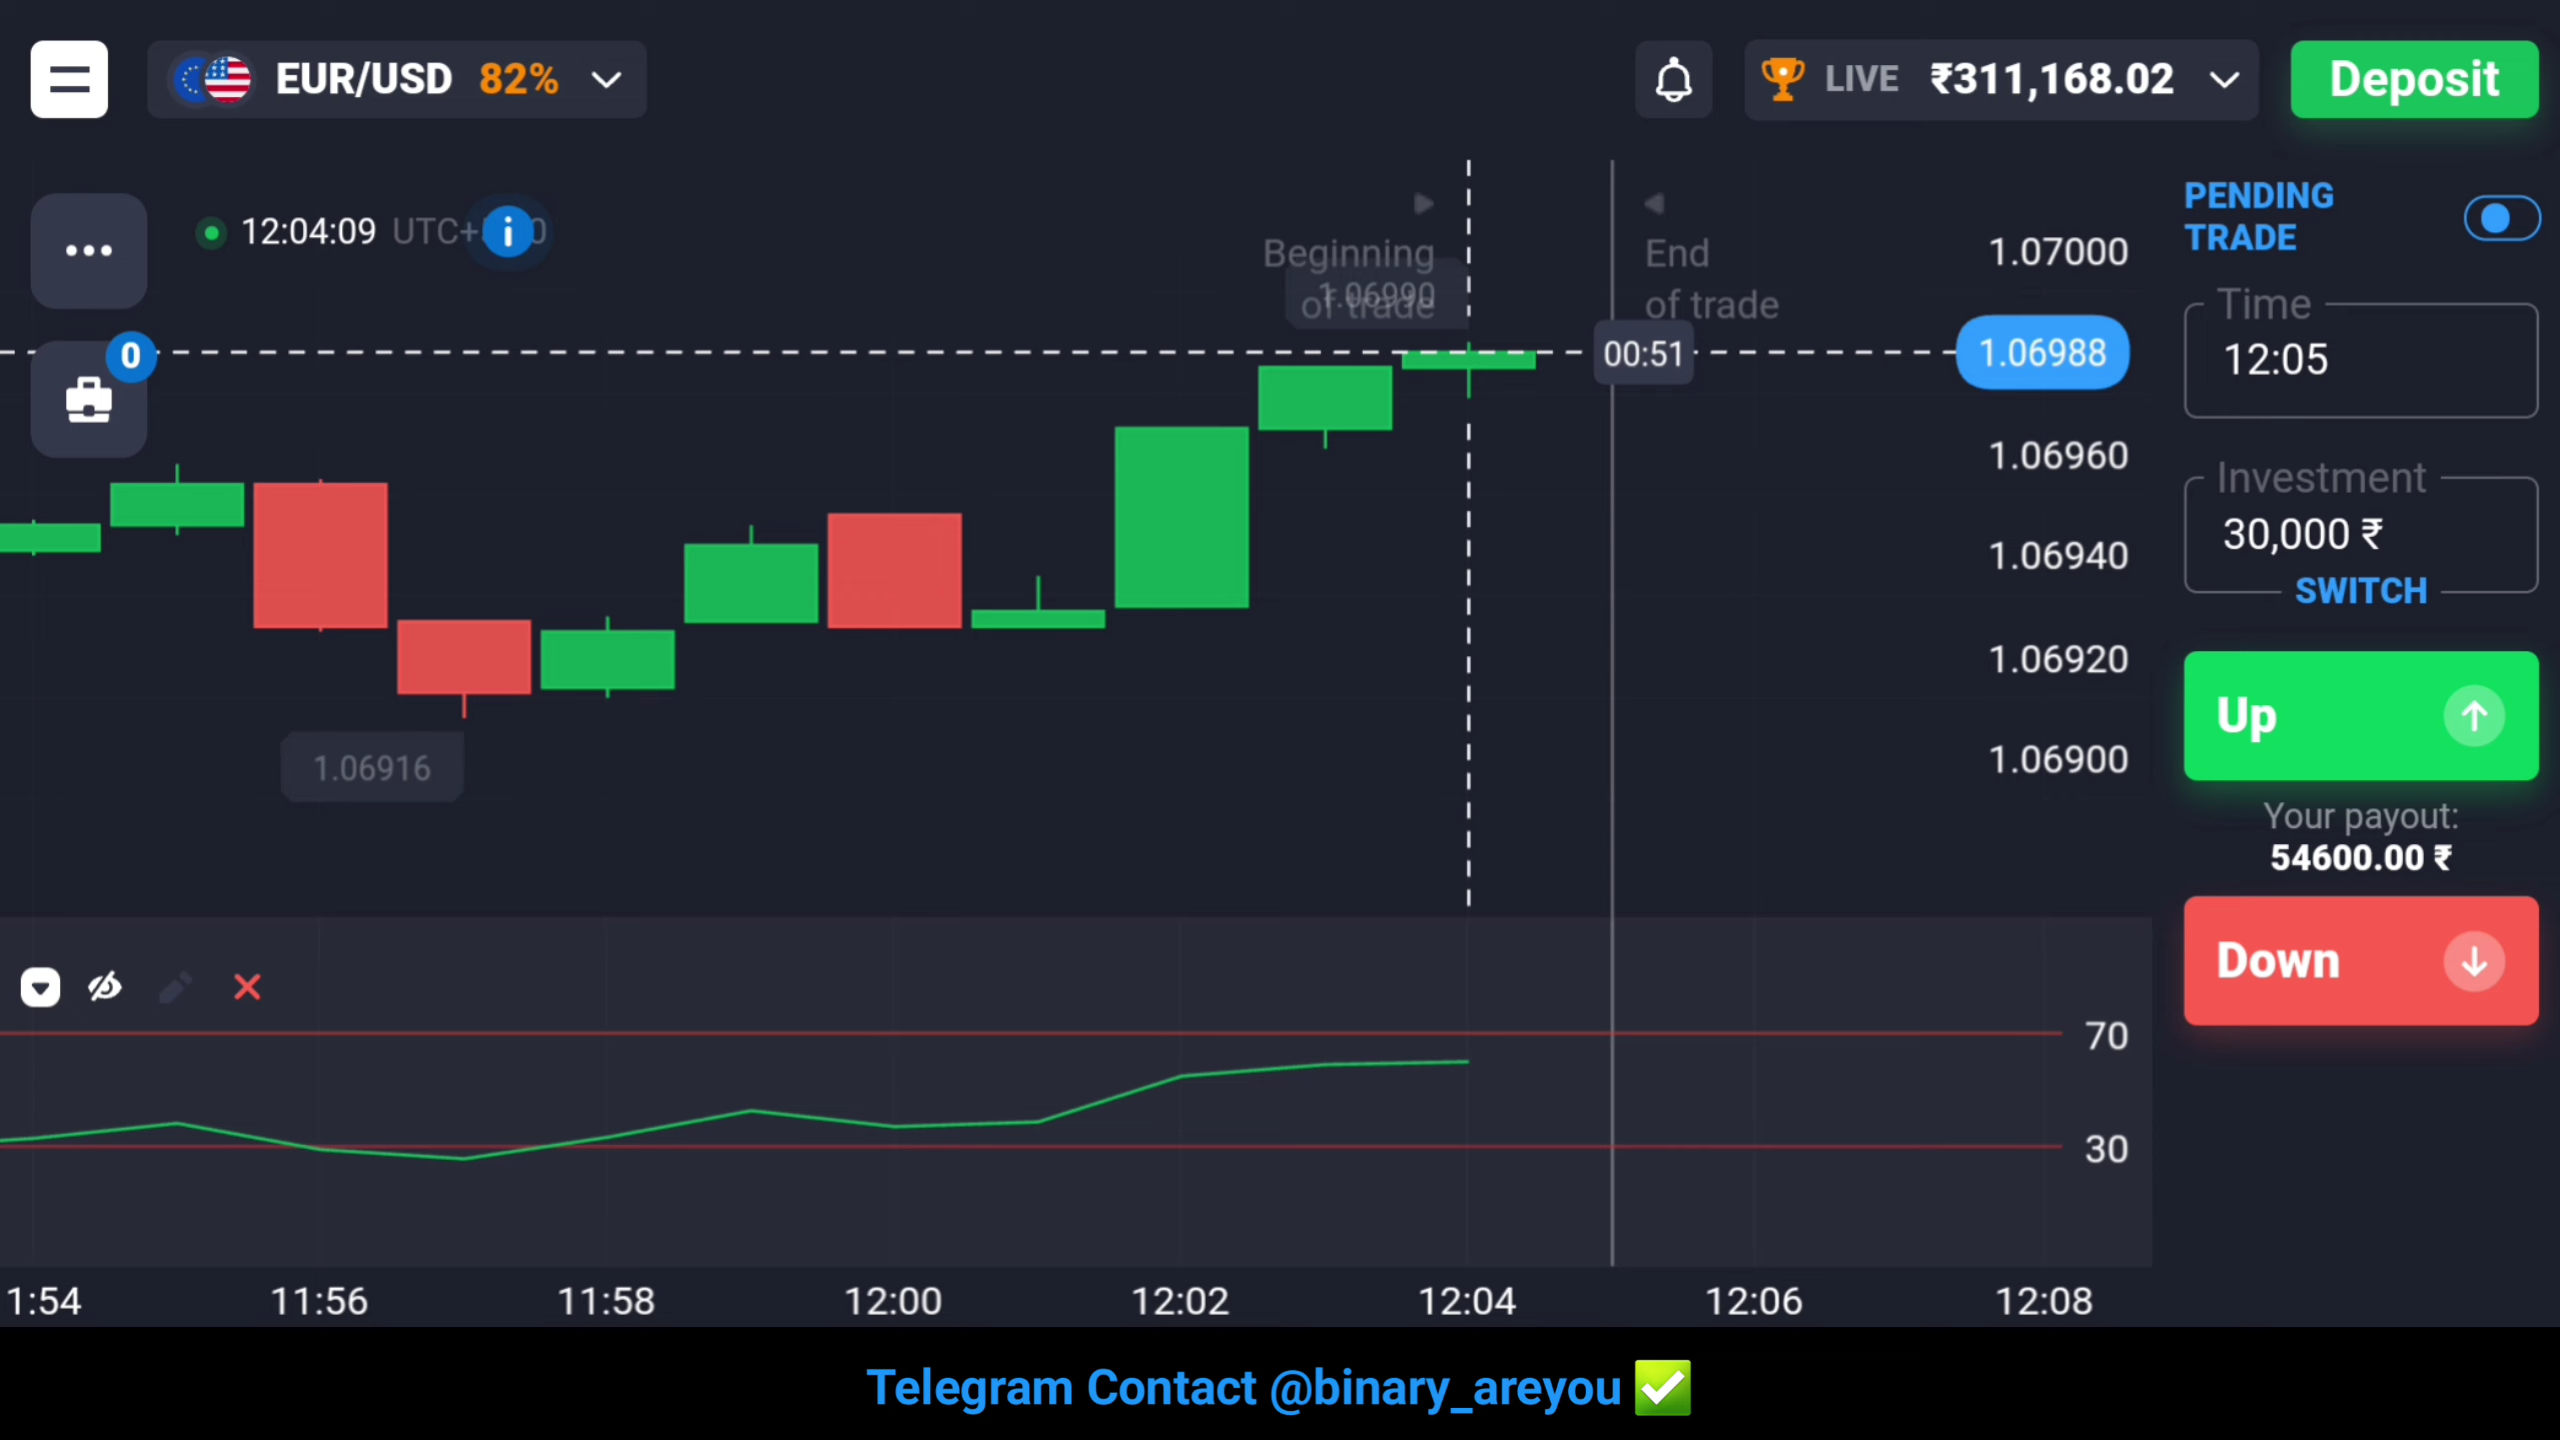 EUR/USD 82%
LIVE ₹311,168.02
Deposit
12:04:09 UTC+
Beginning
of trade
End
of trade
1.06990
00:51
1.07000
1.06988
1.06960
1.06940
1.06920
1.06900
0
1.06916
PENDING
TRADE
Time
12:05
Investment
30,000 ₹
SWITCH
Up
Your payout:
54600.00 ₹
Down
70
30
1:54 11:56 11:58 12:00 12:02 12:04 12:06 12:08
Telegram Contact @binary_areyou